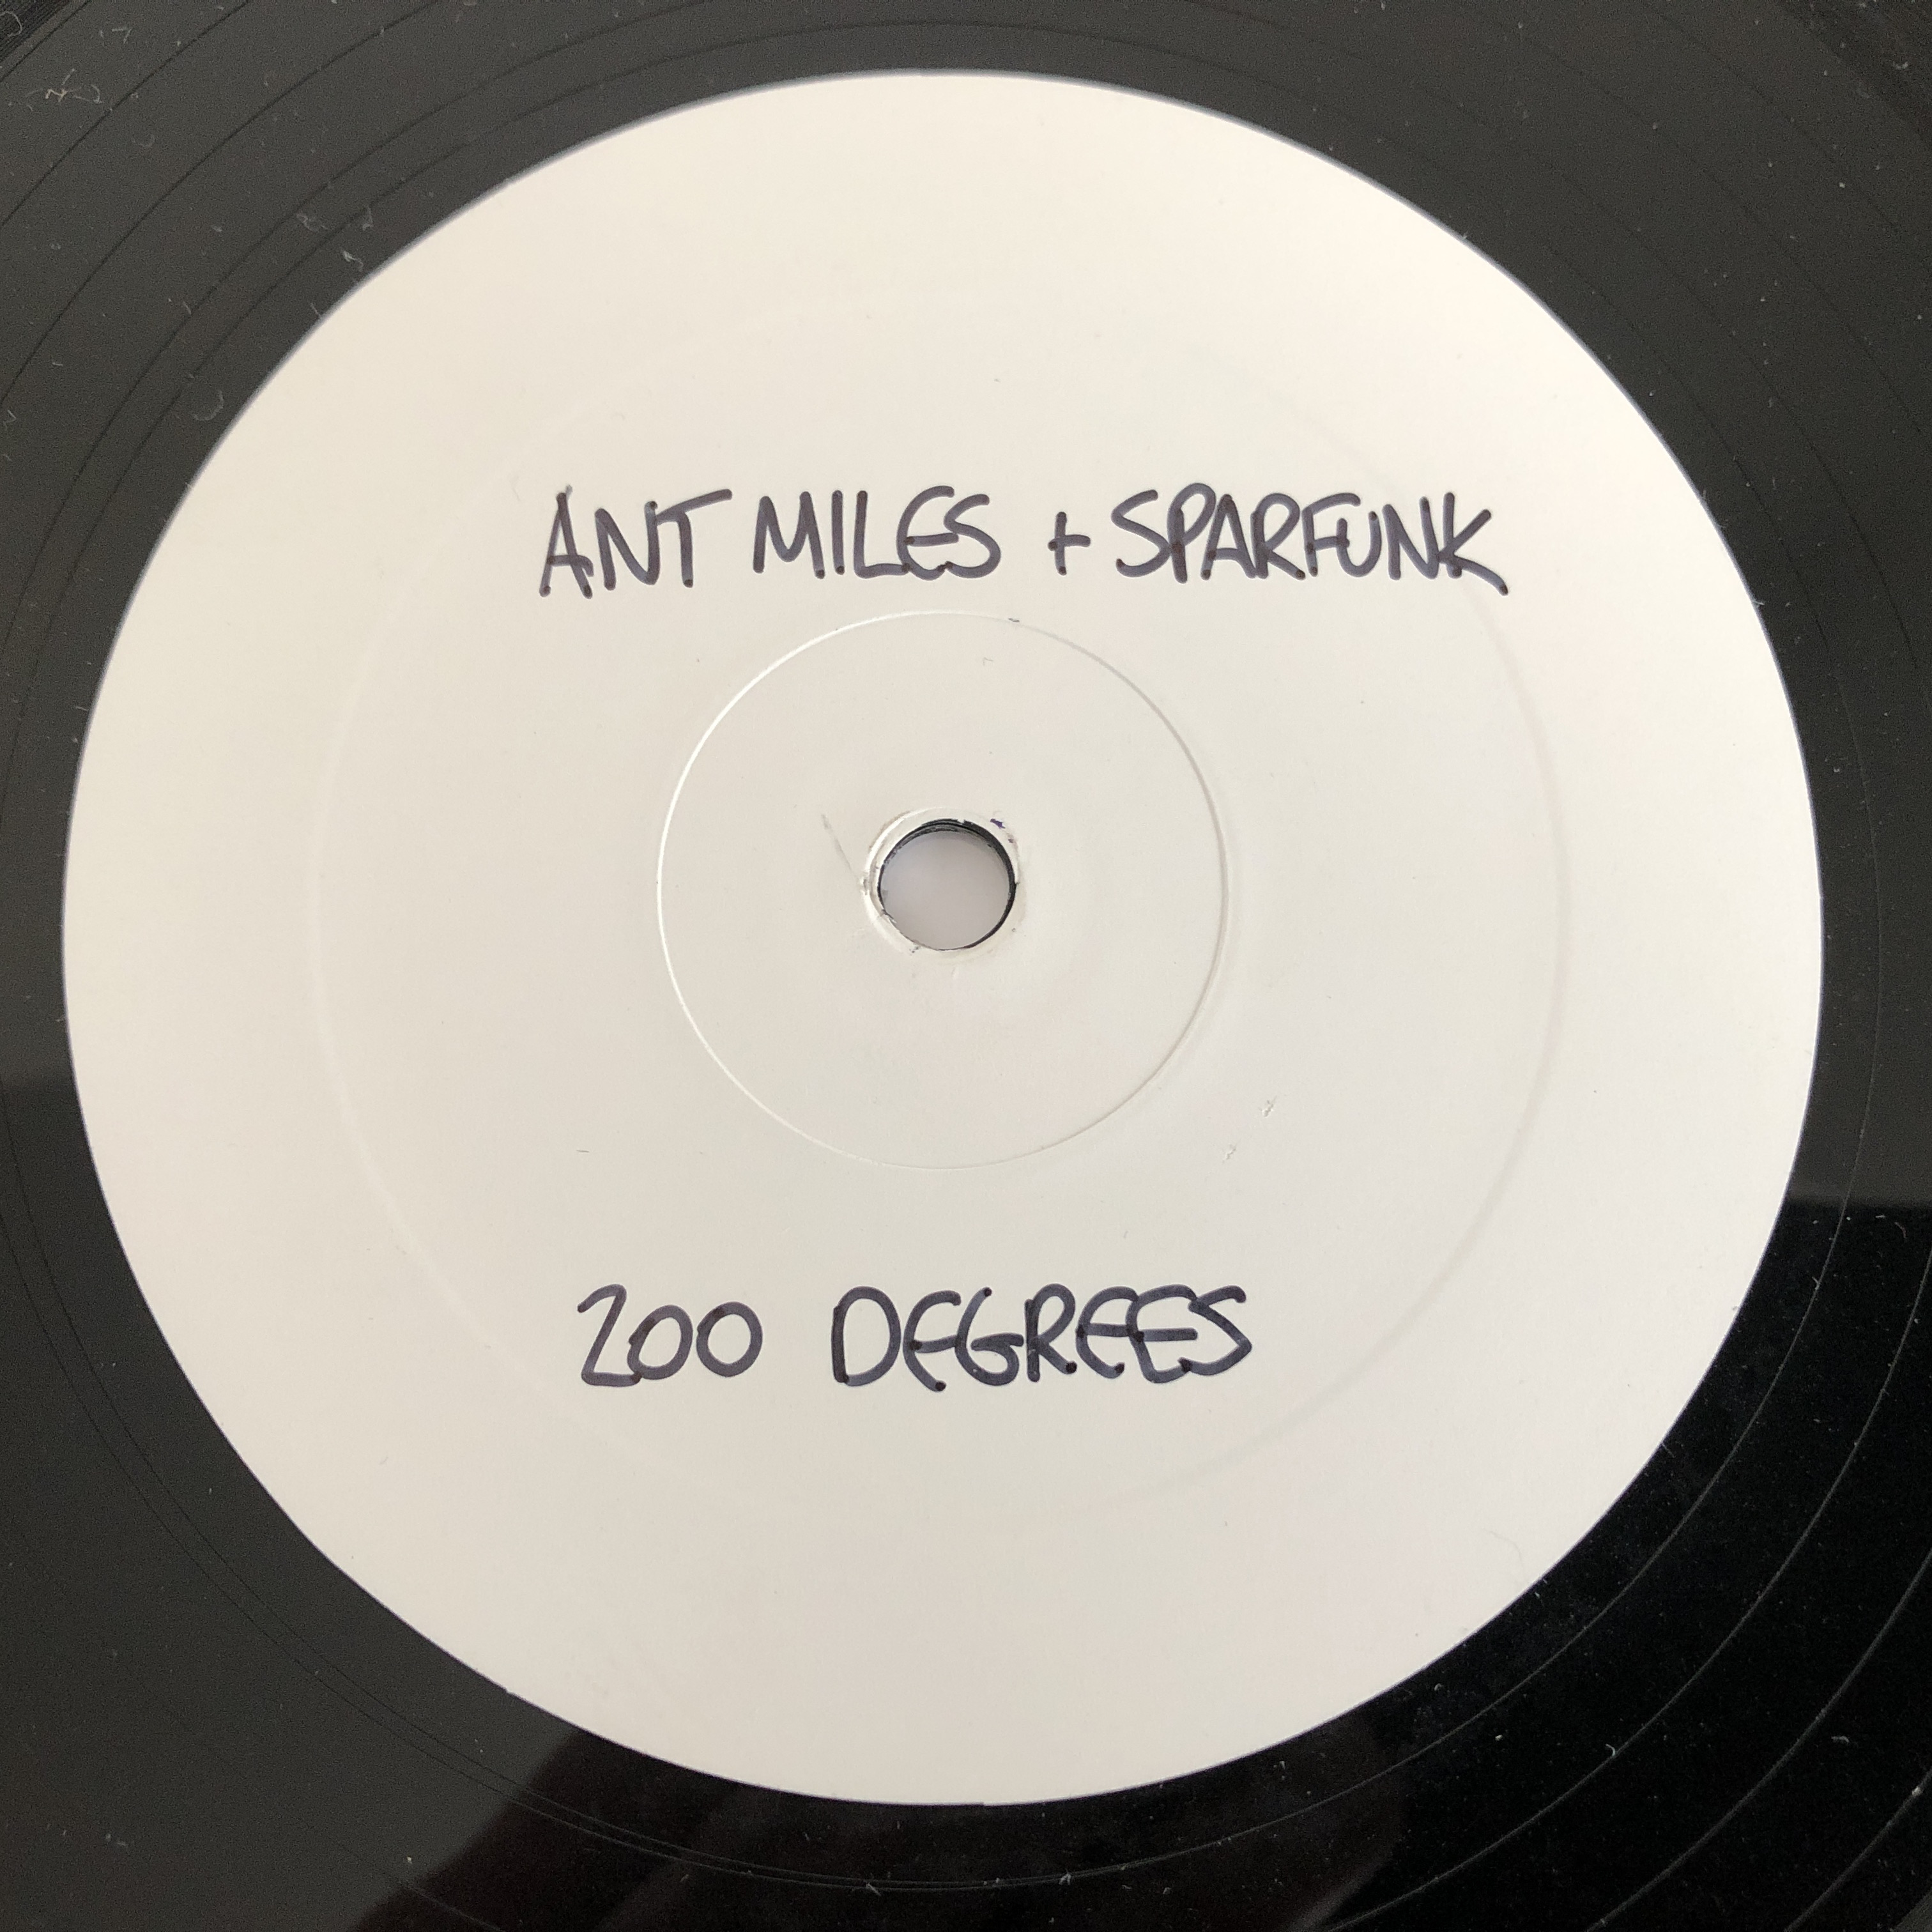 ANT MILES + SPARFUNK
200 DEGREES